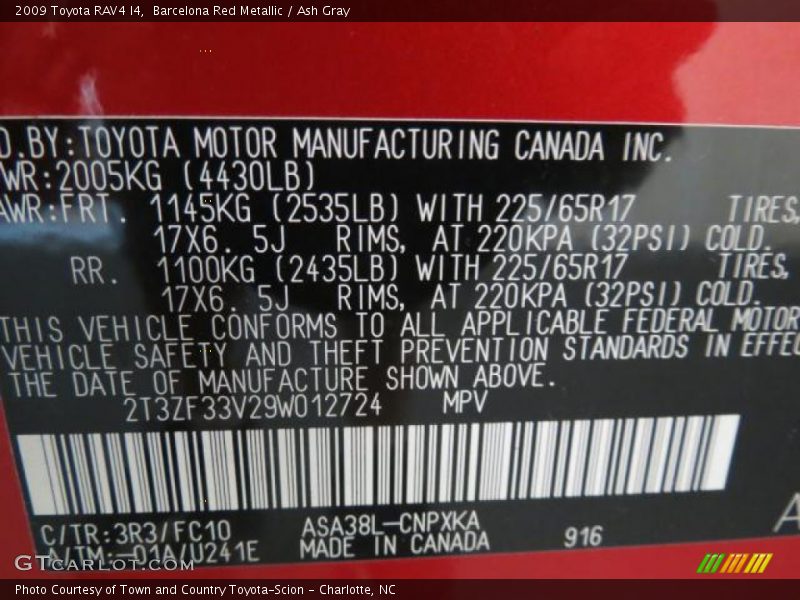 2009 Toyota RAV4 I4, Barcelona Red Metallic / Ash Gray
D.BY:TOYOTA MOTOR MANUFACTURING CANADA INC.
WR:2005KG (4430LB)
AWR:FRT. 1145KG (2535LB) WITH 225/65R17 TIRES,
17X6.5J RIMS, AT 220KPA (32PSI) COLD.
RR. 1100KG (2435LB) WITH 225/65R17 TIRES,
17X6.5J RIMS, AT 220KPA (32PSI) COLD.
THIS VEHICLE CONFORMS TO ALL APPLICABLE FEDERAL MOTOR
VEHICLE SAFETY AND THEFT PREVENTION STANDARDS IN EFFEC
THE DATE OF MANUFACTURE SHOWN ABOVE.
2T3ZF33V29W012724 MPV
C/TR:3R3/FC10 ASA38L-CNPXKA 916
A/TM:-01A/U241E MADE IN CANADA
GTCARLOT.COM
Photo Courtesy of Town and Country Toyota-Scion - Charlotte, NC